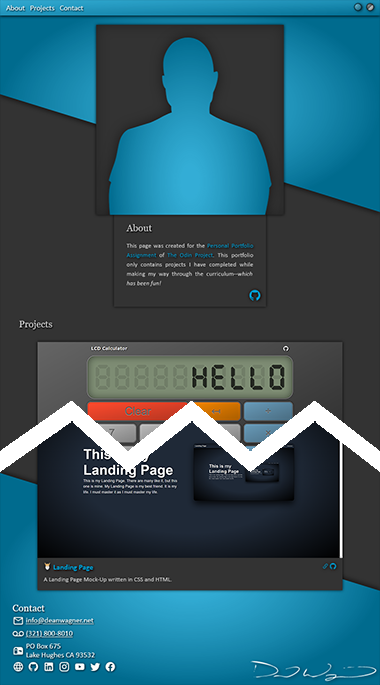 About Projects Contact
About
This page was created for the Personal Portfolio
Assignment of The Odin Project. This portfolio
only contains projects I have completed while
making my way through the curriculum—which
has been fun!
Projects
LCD Calculator
HELLO
Clear
7
This is my
Landing Page
This is my Landing Page. There are many like it, but this
one is mine. My Landing Page is my best friend. It is my
life. I must master it as I must master my life.
This is my
Landing Page
Landing Page
A Landing Page Mock-Up written in CSS and HTML.
Contact
info@deanwagner.net
(321) 800-8010
PO Box 675
Lake Hughes CA 93532